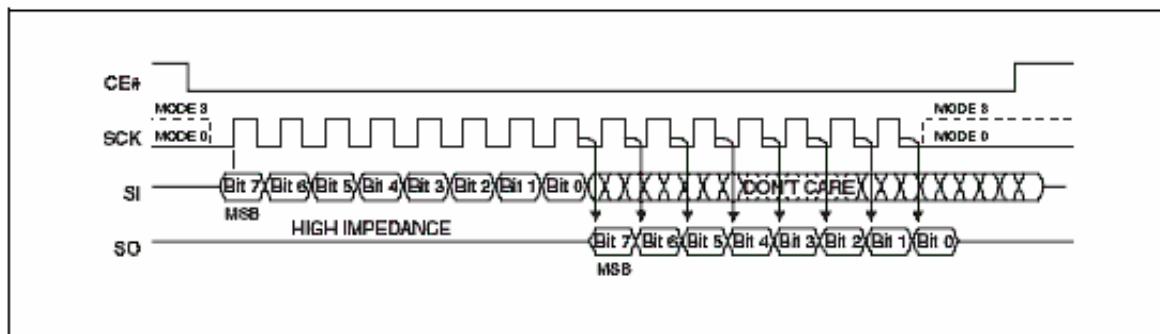 CE#
MODE 3 MODE 3
SCK MODE 0 MODE 0
SI Bit 7 Bit 6 Bit 5 Bit 4 Bit 3 Bit 2 Bit 1 Bit 0 DON'T CARE
MSB
HIGH IMPEDANCE
SO Bit 7 Bit 6 Bit 5 Bit 4 Bit 3 Bit 2 Bit 1 Bit 0
MSB